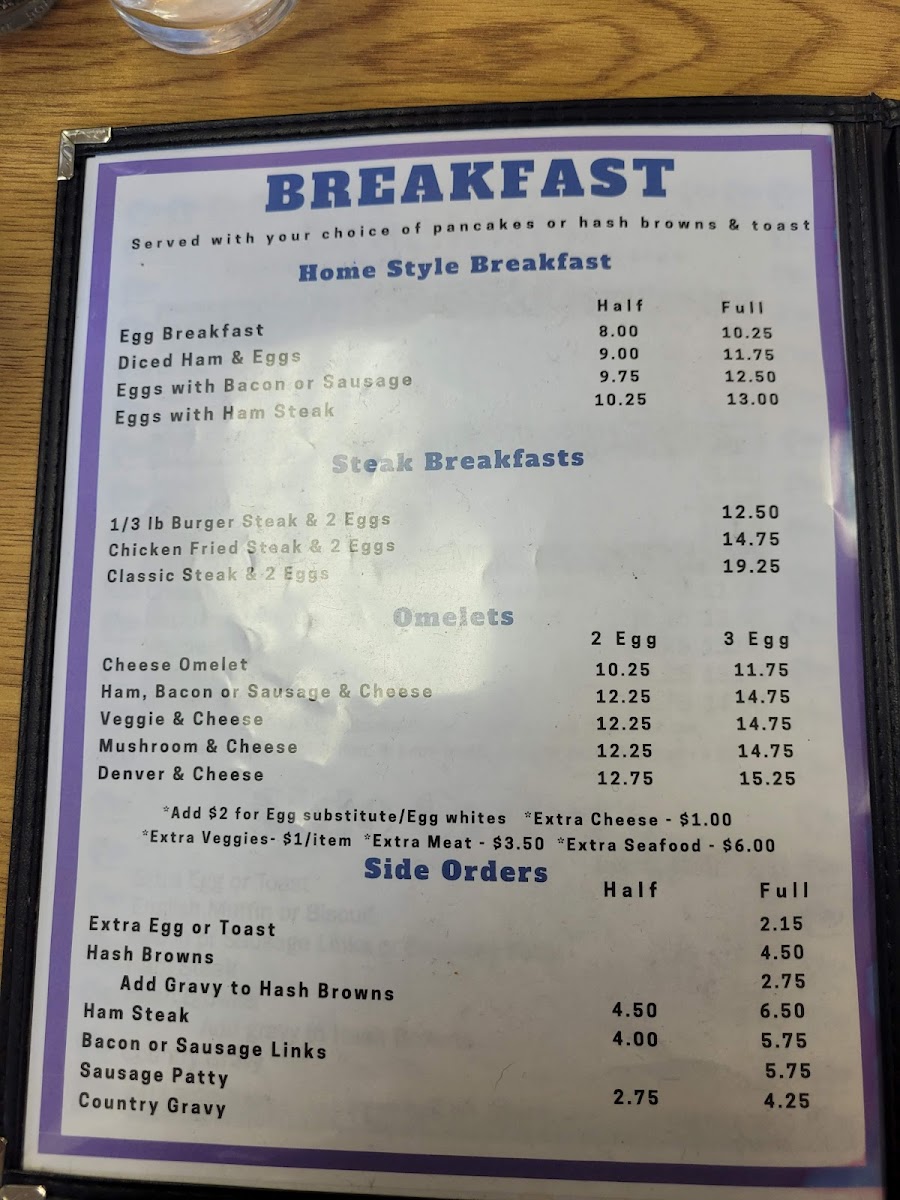 BREAKFAST
Served with your choice of pancakes or hash browns & toast
Home Style Breakfast
Half Full
Egg Breakfast 8.00 10.25
Diced Ham & Eggs 9.00 11.75
Eggs with Bacon or Sausage 9.75 12.50
Eggs with Ham Steak 10.25 13.00
Steak Breakfasts
1/3 lb Burger Steak & 2 Eggs 12.50
Chicken Fried Steak & 2 Eggs 14.75
Classic Steak & 2 Eggs 19.25
Omelets
2 Egg 3 Egg
Cheese Omelet 10.25 11.75
Ham, Bacon or Sausage & Cheese 12.25 14.75
Veggie & Cheese 12.25 14.75
Mushroom & Cheese 12.25 14.75
Denver & Cheese 12.75 15.25
*Add $2 for Egg substitute/Egg whites *Extra Cheese - $1.00
*Extra Veggies- $1/item *Extra Meat - $3.50 *Extra Seafood - $6.00
Side Orders
Half Full
Extra Egg or Toast 2.15
Hash Browns 4.50
Add Gravy to Hash Browns 2.75
Ham Steak 4.50 6.50
Bacon or Sausage Links 4.00 5.75
Sausage Patty 5.75
Country Gravy 2.75 4.25